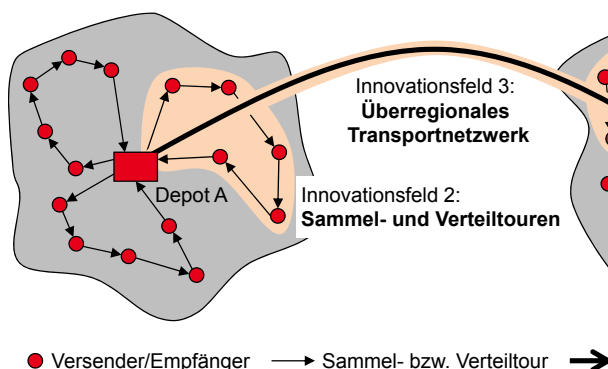 Innovationsfeld 3:
Überregionales
Transportnetzwerk
Depot A
Innovationsfeld 2:
Sammel- und Verteiltouren
Versender/Empfänger
Sammel- bzw. Verteiltour